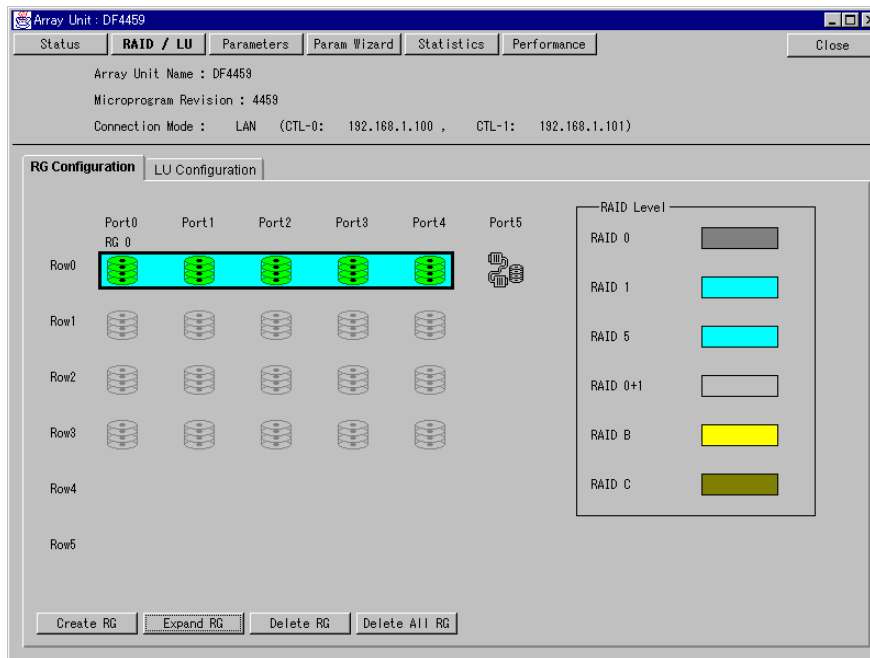 Array Unit : DF4459
Status RAID / LU Parameters Param Wizard Statistics Performance Close
Array Unit Name : DF4459
Microprogram Revision : 4459
Connection Mode : LAN (CTL-0: 192.168.1.100 , CTL-1: 192.168.1.101)
RG Configuration LU Configuration
RAID Level
Port0 Port1 Port2 Port3 Port4 Port5
RG 0
RAID 0
Row0
RAID 1
Row1
RAID 5
Row2
RAID 0+1
Row3
RAID B
Row4
RAID C
Row5
Create RG Expand RG Delete RG Delete All RG